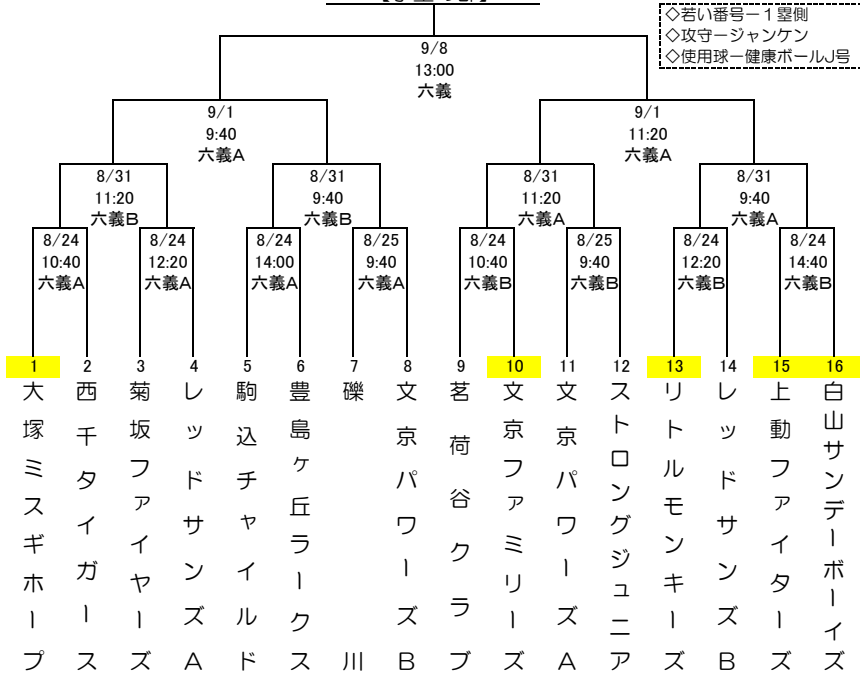 ◇若い番号－1塁側
◇攻守－ジャンケン
◇使用球－健康ボールJ号
9/8
13:00
六義
9/1
9:40
六義A
9/1
11:20
六義A
8/31
11:20
六義B
8/31
9:40
六義B
8/31
11:20
六義A
8/31
9:40
六義A
8/24
10:40
六義A
8/24
12:20
六義A
8/24
14:00
六義A
8/25
9:40
六義A
8/24
10:40
六義B
8/25
9:40
六義B
8/24
12:20
六義B
8/24
14:40
六義B
1 2 3 4 5 6 7 8 9 10 11 12 13 14 15 16
大塚ミスギホープ
西千タイガース
菊坂ファイヤーズ
レッドサンズA
駒込チャイルド
豊島ヶ丘ラークス
礫川
文京パワーズB
茗荷谷クラブ
文京ファミリーズ
文京パワーズA
ストロングジュニア
リトルモンキーズ
レッドサンズB
上動ファイターズ
白山サンデーボーイズ